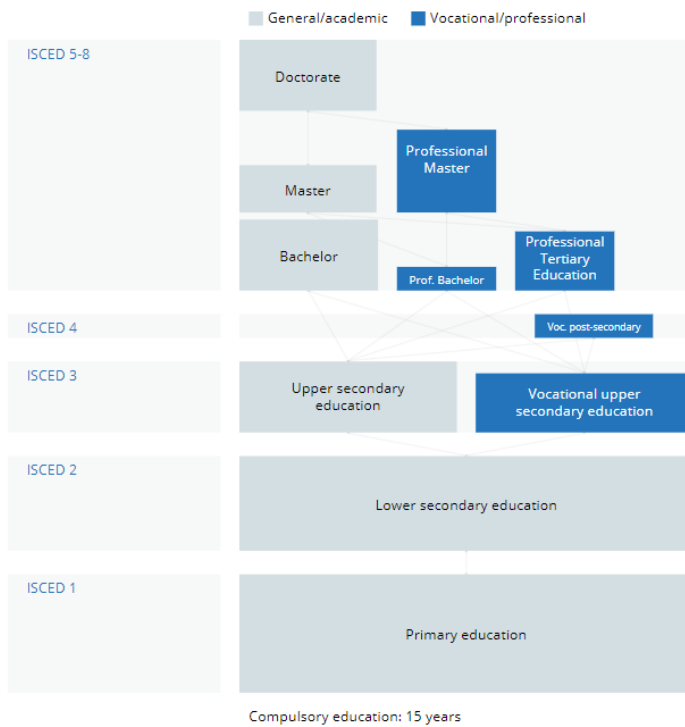 General/academic Vocational/professional
ISCED 5-8
Doctorate
Professional
Master
Master
Bachelor
Professional
Tertiary
Education
Prof. Bachelor
ISCED 4
Voc. post-secondary
ISCED 3
Upper secondary
education
Vocational upper
secondary education
ISCED 2
Lower secondary education
ISCED 1
Primary education
Compulsory education: 15 years